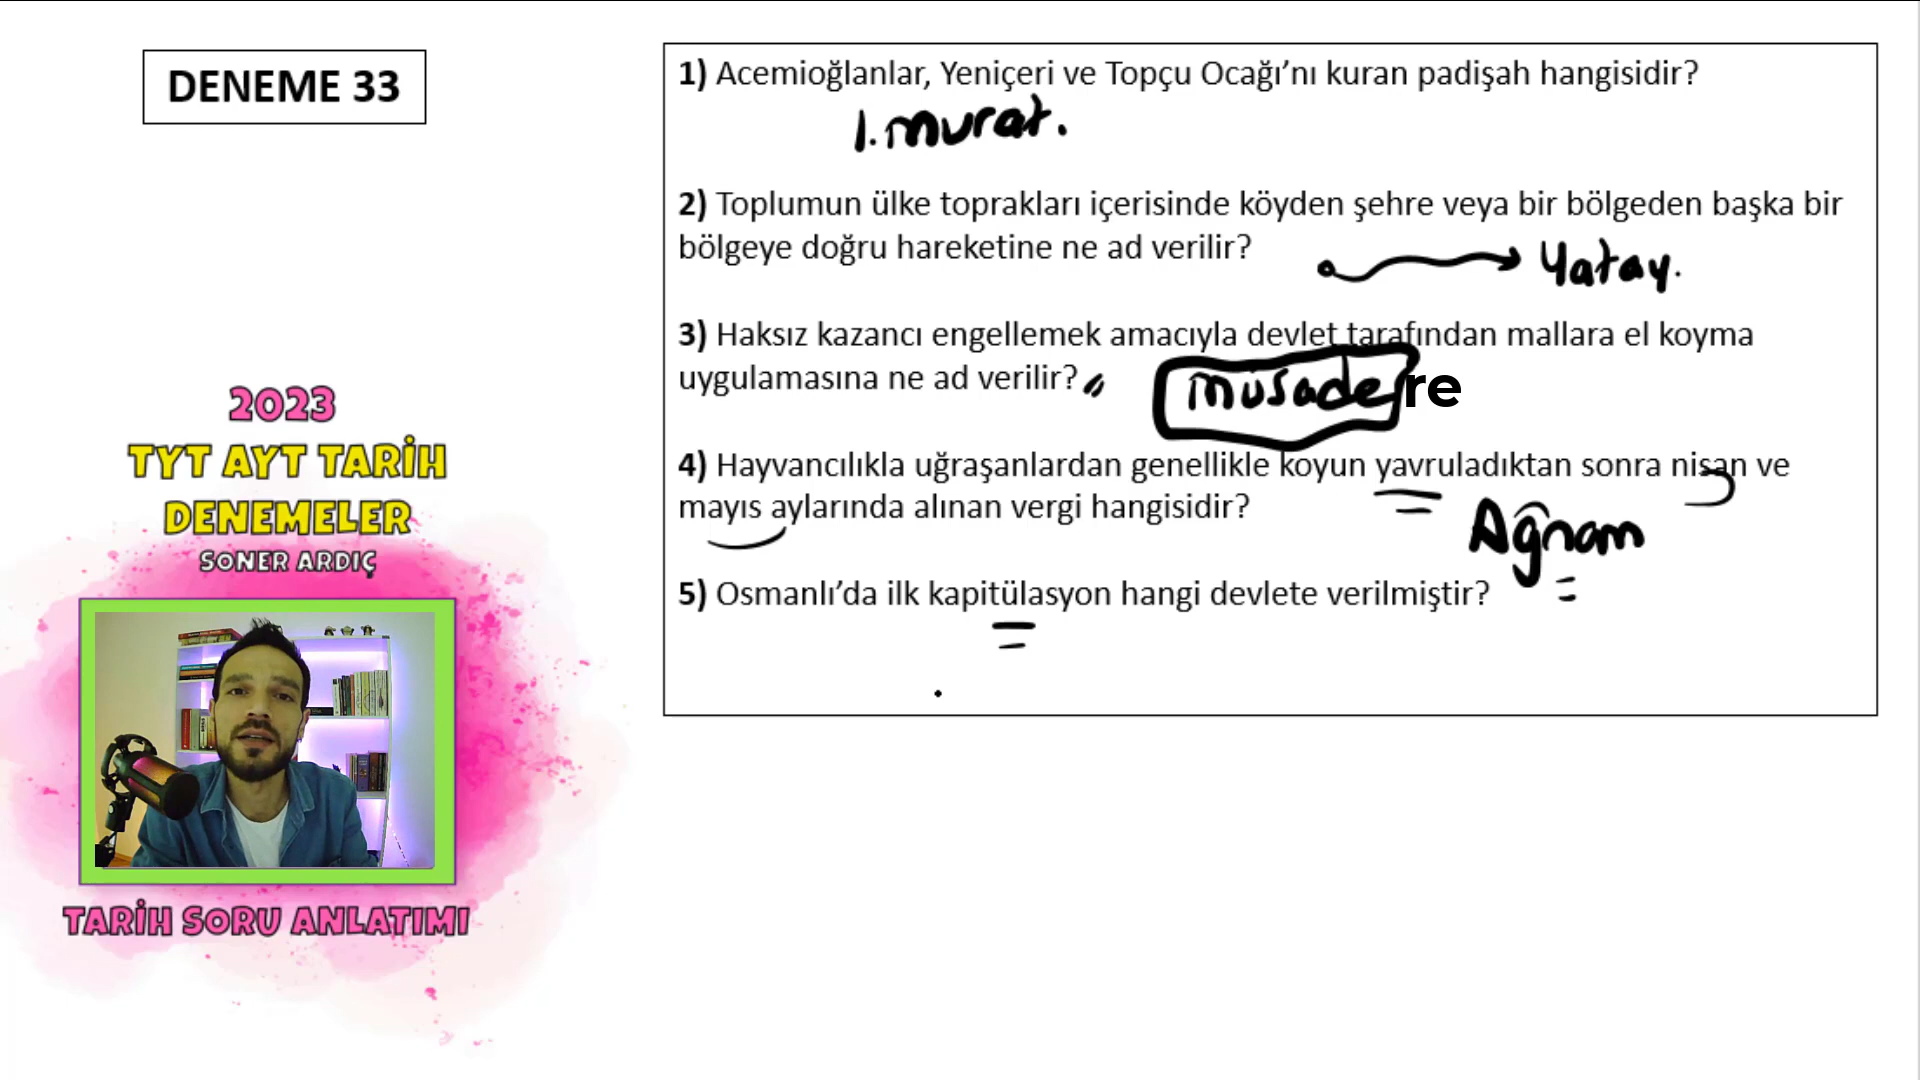 DENEME 33
1) Acemioğlanlar, Yeniçeri ve Topçu Ocağı’nı kuran padişah hangisidir?
1. murat.
2) Toplumun ülke toprakları içerisinde köyden şehre veya bir bölgeden başka bir
bölgeye doğru hareketine ne ad verilir?
Yatay.
3) Haksız kazancı engellemek amacıyla devlet tarafından mallara el koyma
uygulamasına ne ad verilir?
müsadere
4) Hayvancılıkla uğraşanlardan genellikle koyun yavruladıktan sonra nisan ve
mayıs aylarında alınan vergi hangisidir?
Ağnam
5) Osmanlı’da ilk kapitülasyon hangi devlete verilmiştir?
2023
TYT AYT TARİH
DENEMELER
SONER ARDIÇ
TARİH SORU ANLATIMI